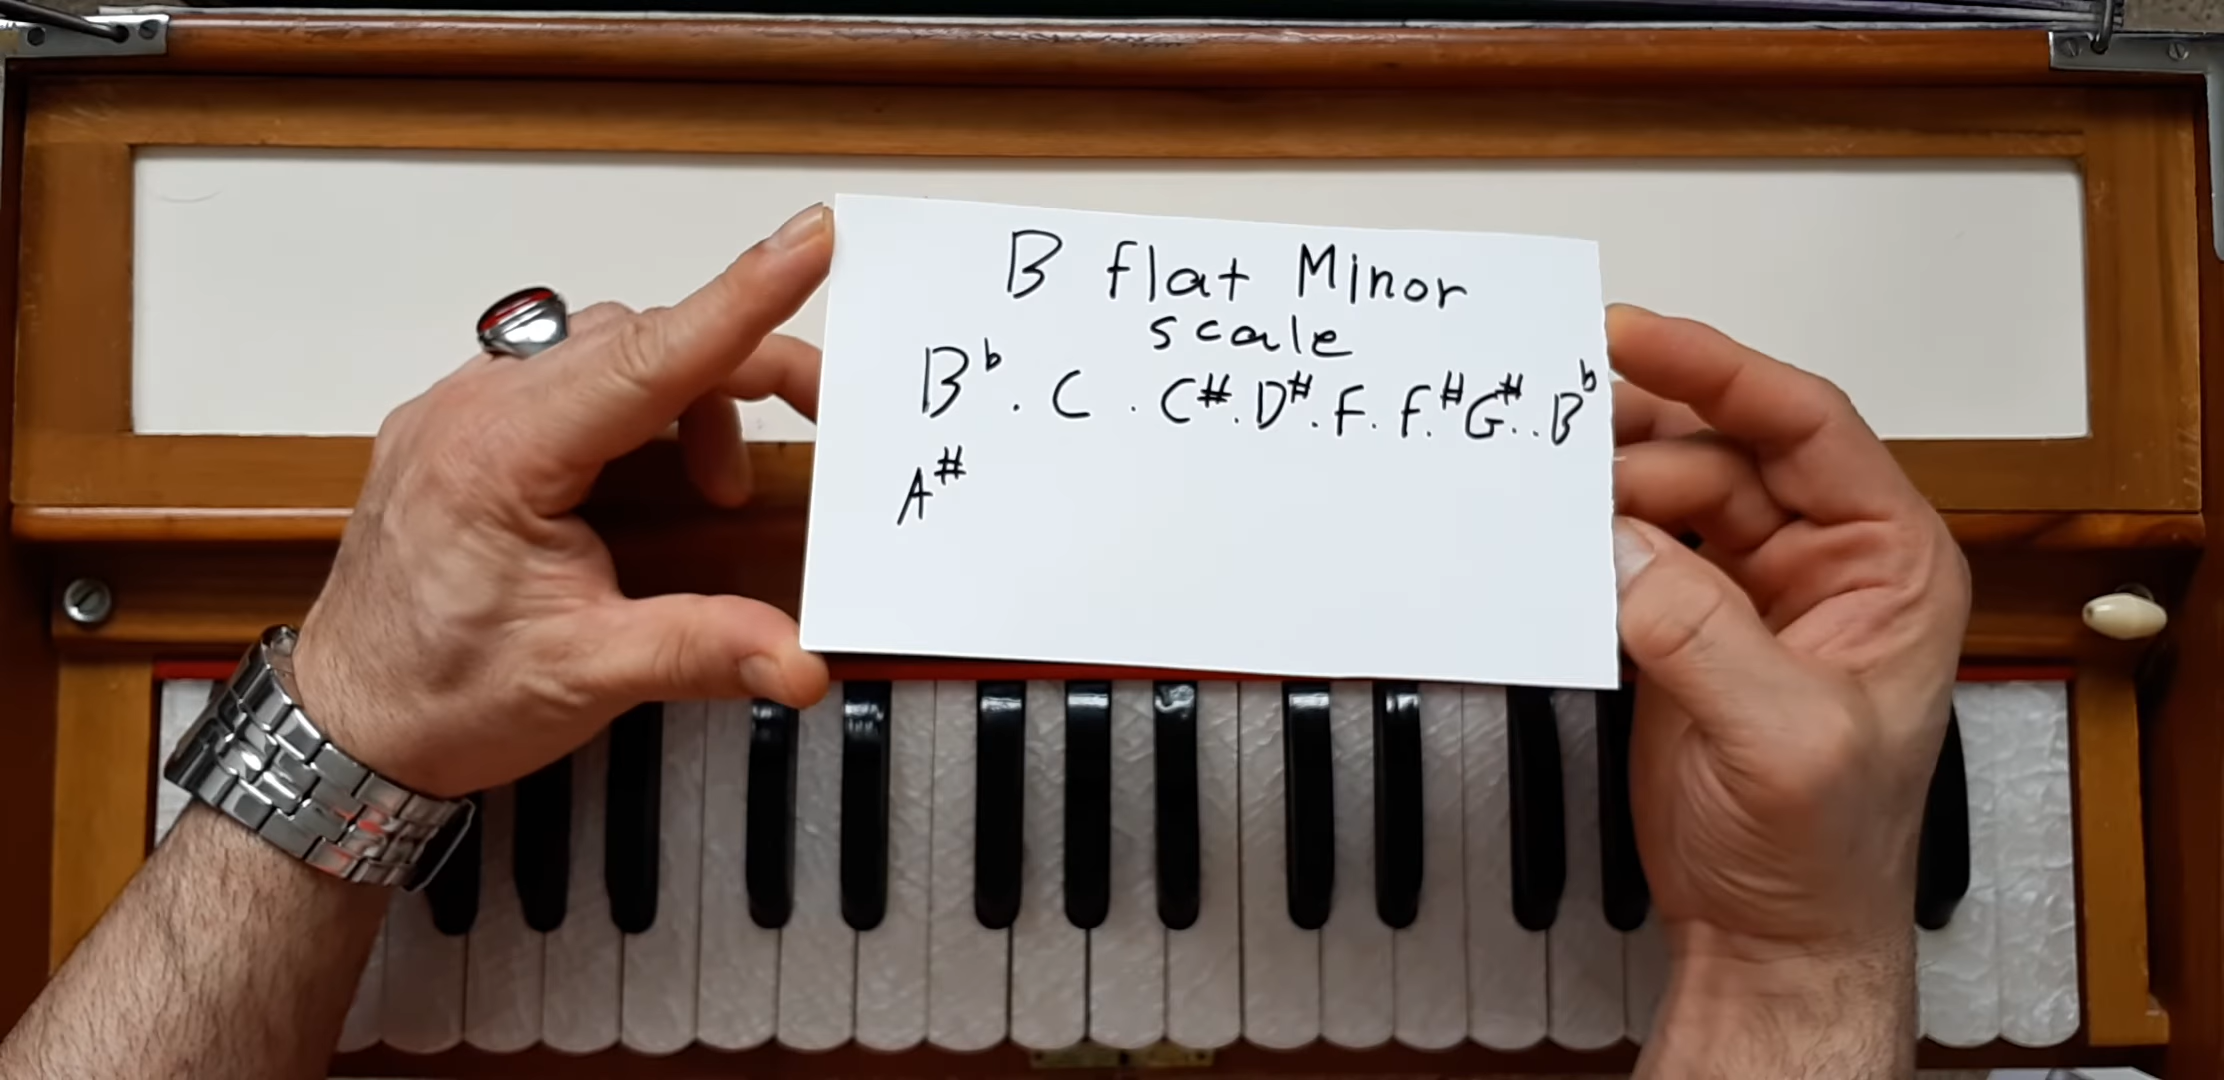 B flat Minor
scale
B♭. C . C#. D#. F. F.# G#.. B♭
A#